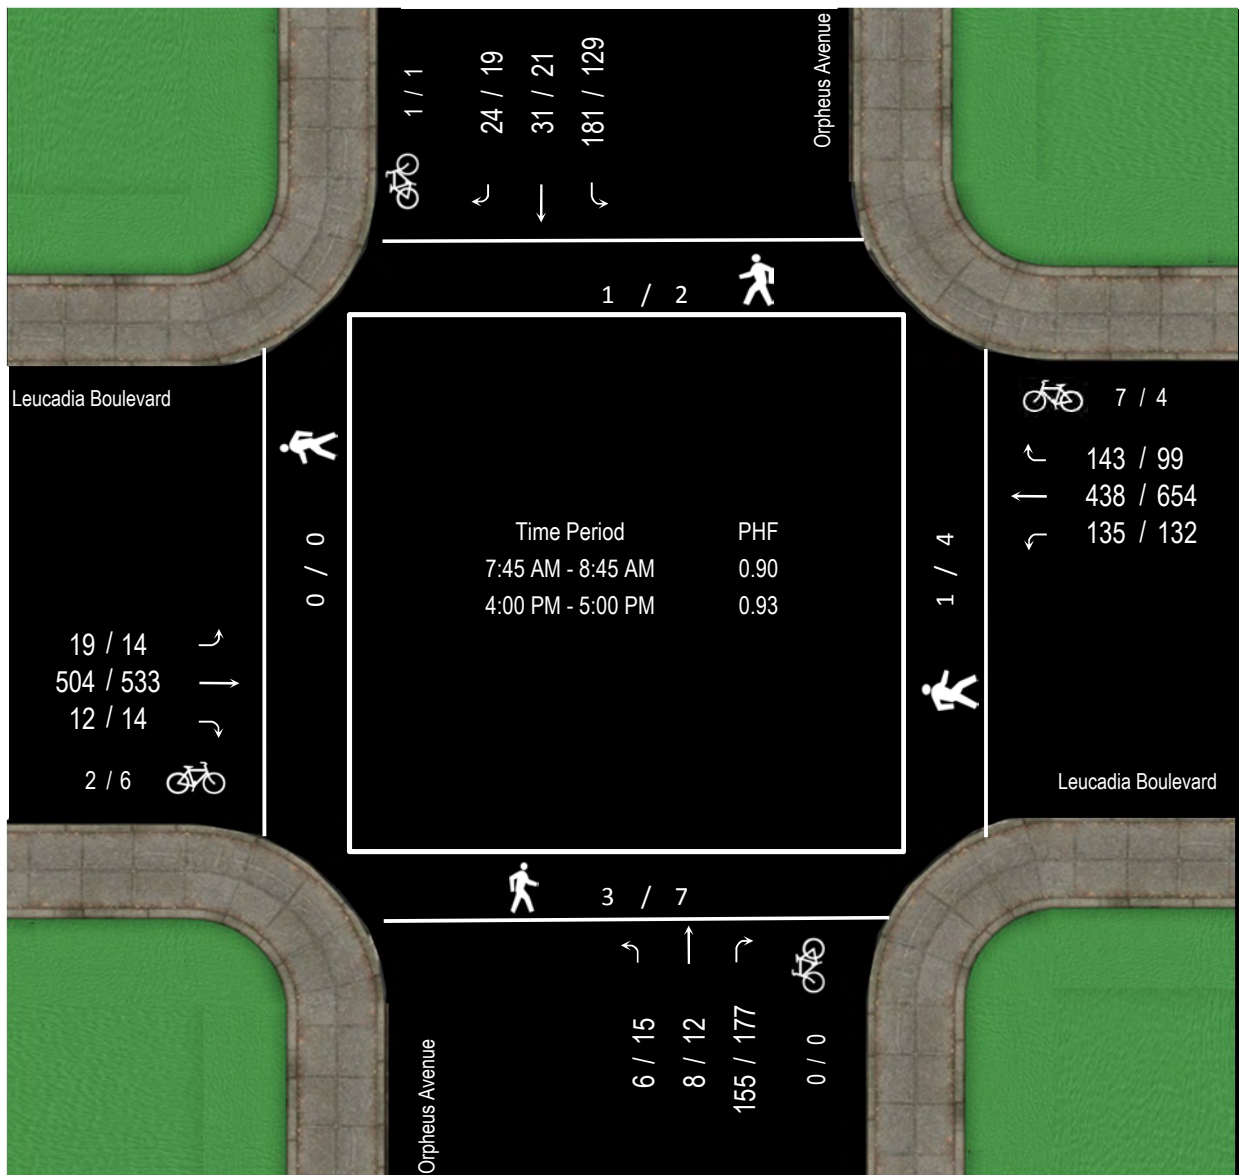 Orpheus Avenue
1 / 1
24 / 19
31 / 21
181 / 129
1 / 2
Leucadia Boulevard
7 / 4
143 / 99
438 / 654
135 / 132
0 / 0
Time Period PHF
7:45 AM - 8:45 AM 0.90
4:00 PM - 5:00 PM 0.93
1 / 4
19 / 14
504 / 533
12 / 14
2 / 6
Leucadia Boulevard
3 / 7
6 / 15
8 / 12
155 / 177
0 / 0
Orpheus Avenue